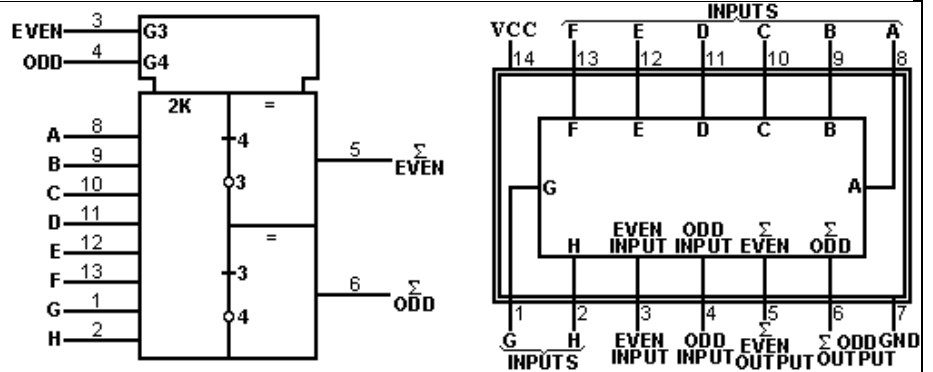 EVEN 3 G3
ODD 4 G4
2K =
A 8
B 9
C 10
D 11
E 12
F 13
G 1
H 2
4
3
5 Σ
EVEN
=
3
4
6 Σ
ODD
INPUTS
VCC F E D C B A
14 13 12 11 10 9 8
F E D C B
G A
EVEN ODD Σ Σ
H INPUT INPUT EVEN ODD
1 2 3 4 5 6 7
G H EVEN ODD Σ Σ ODD GND
INPUTS INPUT INPUT EVEN OUTPUT
OUTPUT